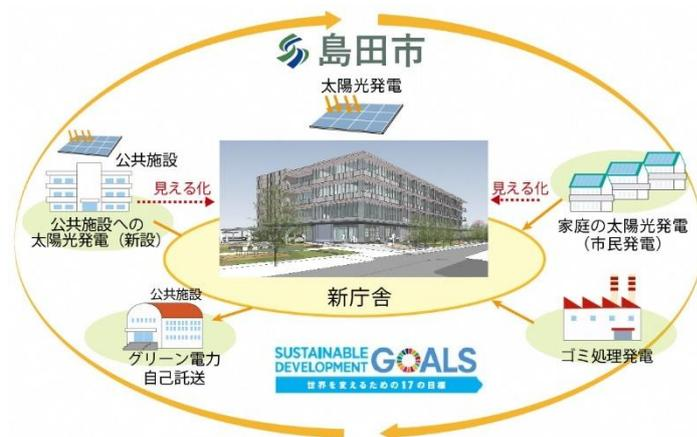 島田市
太陽光発電
公共施設
見える化
見える化
公共施設への
太陽光発電（新設）
家庭の太陽光発電
（市民発電）
新庁舎
公共施設
グリーン電力
自己託送
ゴミ処理発電
SUSTAINABLE
DEVELOPMENT GOALS
世界を変えるための17の目標